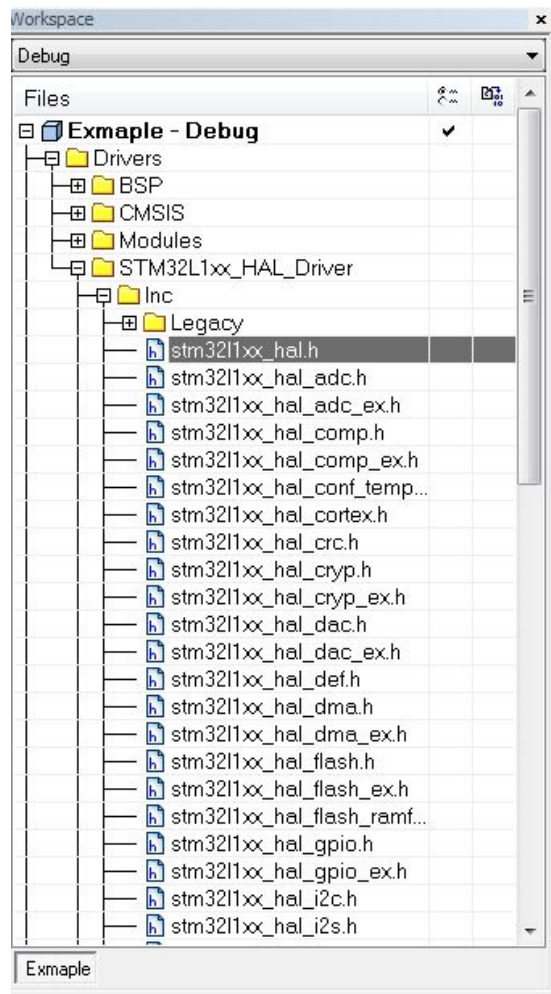 Workspace
Debug
Files
Exmaple - Debug
Drivers
BSP
CMSIS
Modules
STM32L1xx_HAL_Driver
Inc
Legacy
stm32l1xx_hal.h
stm32l1xx_hal_adc.h
stm32l1xx_hal_adc_ex.h
stm32l1xx_hal_comp.h
stm32l1xx_hal_comp_ex.h
stm32l1xx_hal_conf_temp...
stm32l1xx_hal_cortex.h
stm32l1xx_hal_crc.h
stm32l1xx_hal_cryp.h
stm32l1xx_hal_cryp_ex.h
stm32l1xx_hal_dac.h
stm32l1xx_hal_dac_ex.h
stm32l1xx_hal_def.h
stm32l1xx_hal_dma.h
stm32l1xx_hal_dma_ex.h
stm32l1xx_hal_flash.h
stm32l1xx_hal_flash_ex.h
stm32l1xx_hal_flash_ramf...
stm32l1xx_hal_gpio.h
stm32l1xx_hal_gpio_ex.h
stm32l1xx_hal_i2c.h
stm32l1xx_hal_i2s.h
Exmaple